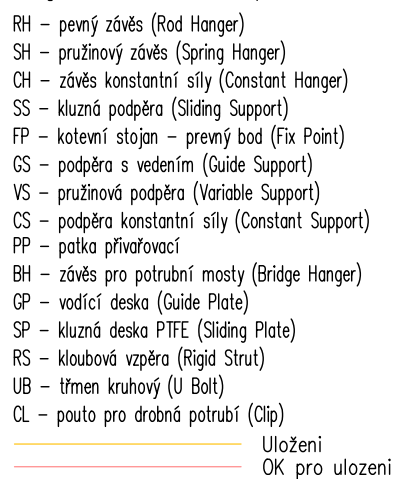 RH – pevný závěs (Rod Hanger)
SH – pružinový závěs (Spring Hanger)
CH – závěs konstantní síly (Constant Hanger)
SS – kluzná podpěra (Sliding Support)
FP – kotevní stojan – prevný bod (Fix Point)
GS – podpěra s vedením (Guide Support)
VS – pružinová podpěra (Variable Support)
CS – podpěra konstantní síly (Constant Support)
PP – patka přivařovací
BH – závěs pro potrubní mosty (Bridge Hanger)
GP – vodící deska (Guide Plate)
SP – kluzná deska PTFE (Sliding Plate)
RS – kloubová vzpěra (Rigid Strut)
UB – třmen kruhový (U Bolt)
CL – pouto pro drobná potrubí (Clip)
Uloženi
OK pro ulozeni